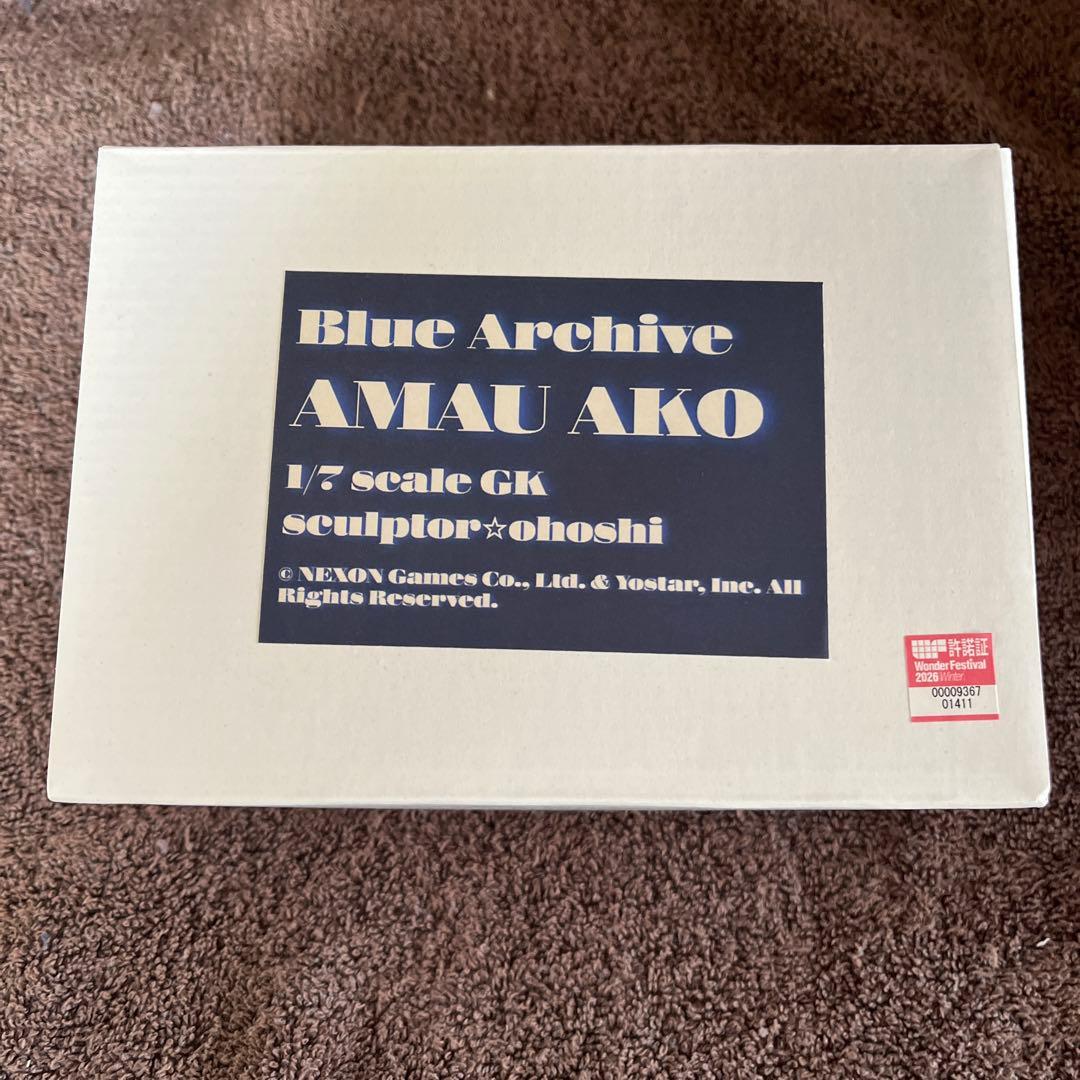 Blue Archive
AMAU AKO
1/7 scale GK
sculptor☆ohoshi
© NEXON Games Co., Ltd. & Yostar, Inc. All
Rights Reserved.
WF 許諾証
Wonder Festival
2026 Winter
00009367
01411